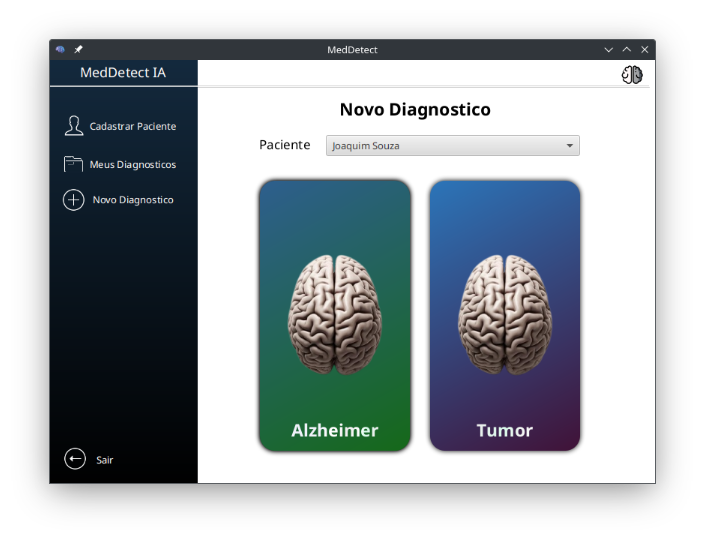 MedDetect
MedDetect IA
Cadastrar Paciente
Meus Diagnosticos
Novo Diagnostico
Sair
Novo Diagnostico
Paciente
Joaquim Souza
Alzheimer
Tumor